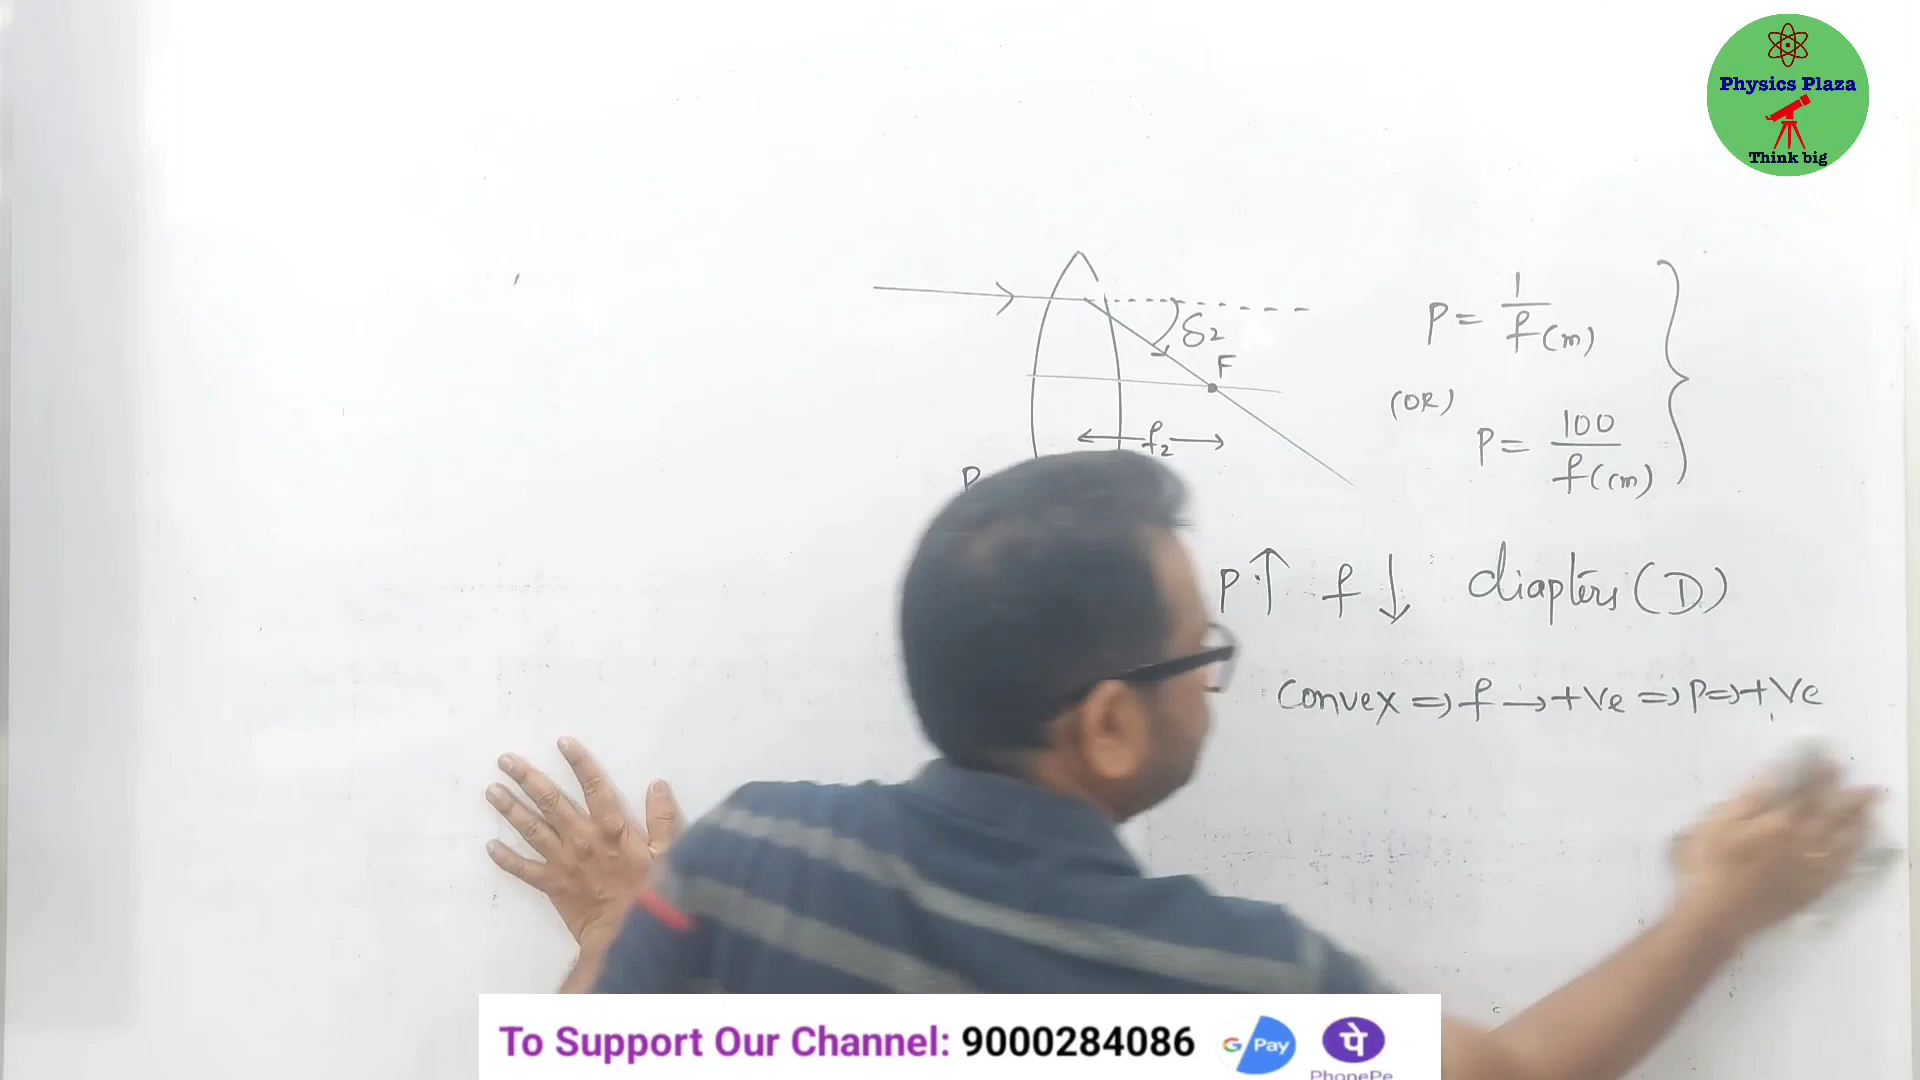 Physics Plaza
Think big
P = 1/f(m)
δ2
F
(OR)
P = 100/f(cm)
f2
P
P↑ f↓ diapters (D)
Convex ⇒ f → +Ve ⇒ P ⇒ +Ve
To Support Our Channel: 9000284086 G Pay पे
PhonePe